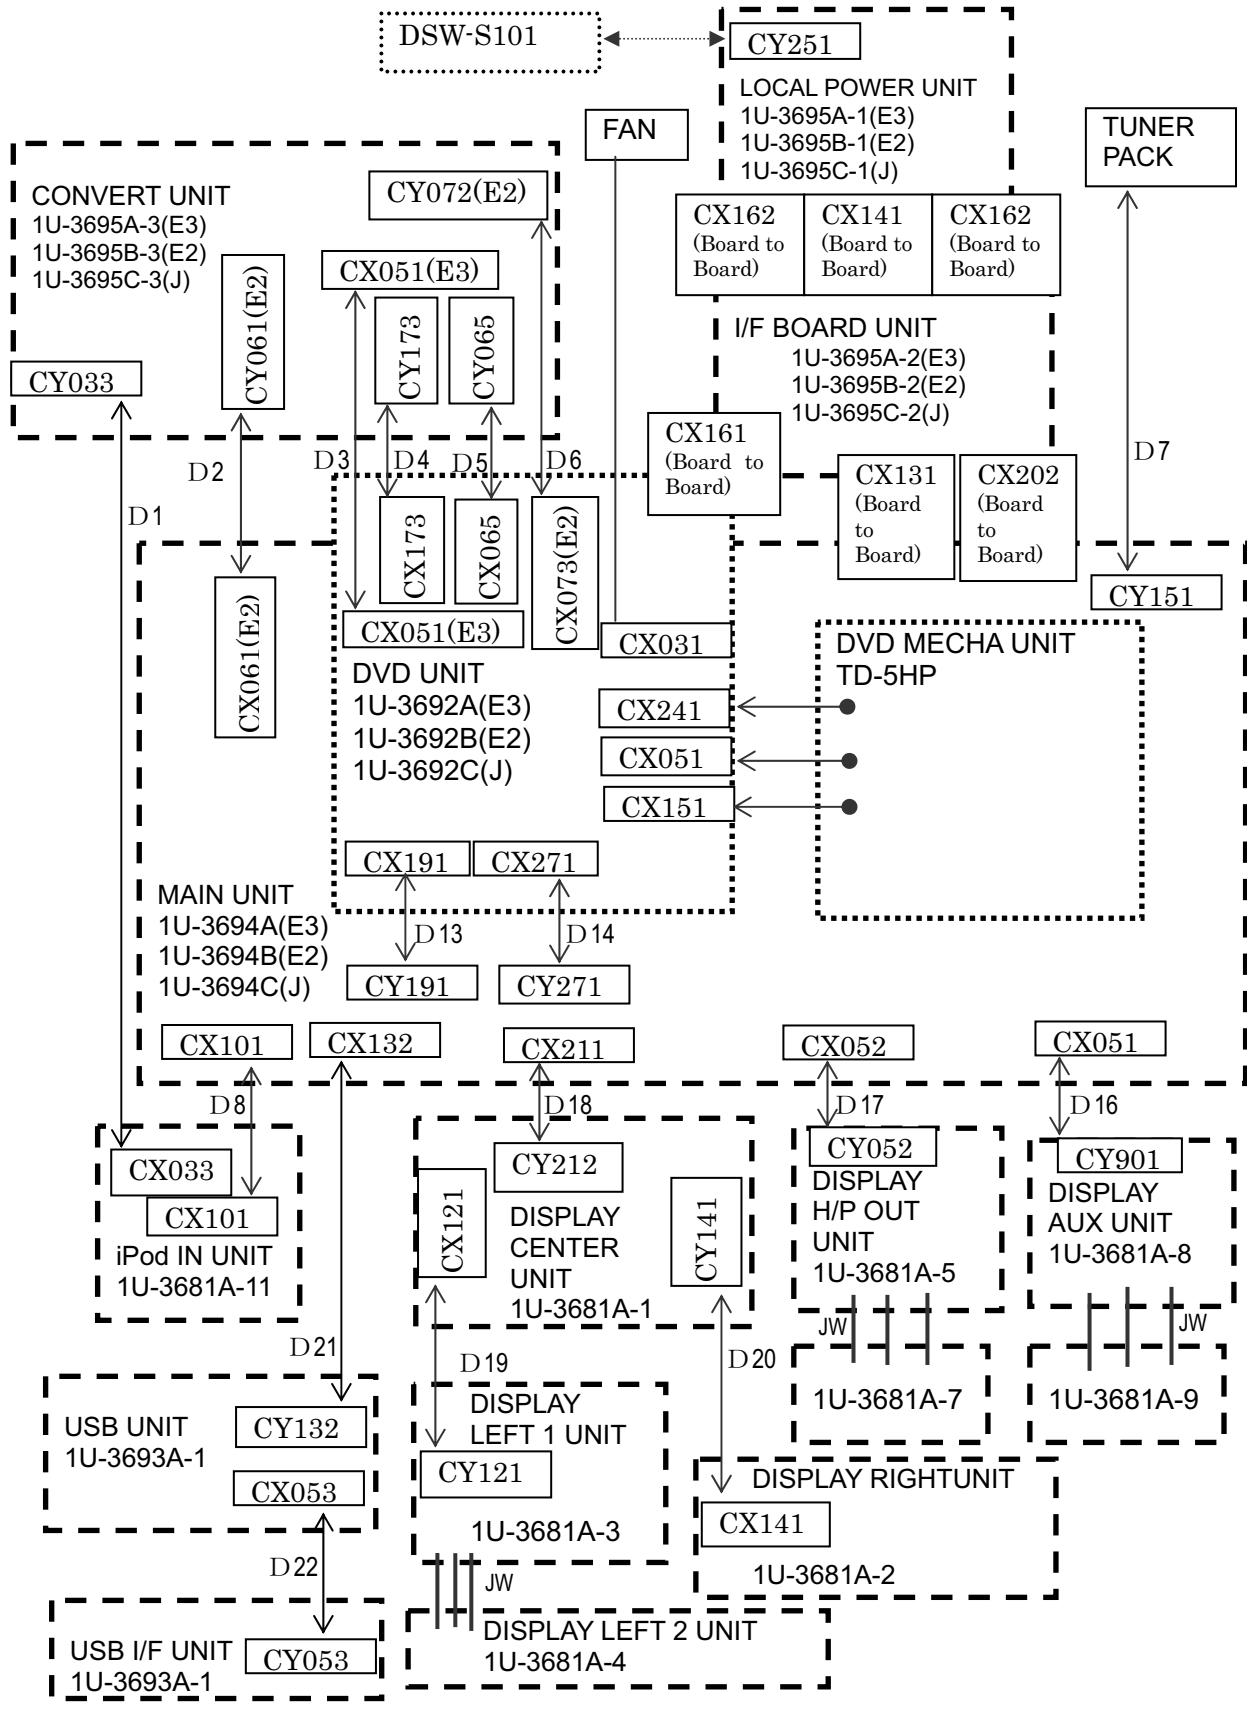 DSW-S101
CY251
LOCAL POWER UNIT
1U-3695A-1(E3)
1U-3695B-1(E2)
1U-3695C-1(J)
FAN
TUNER
PACK
CONVERT UNIT
1U-3695A-3(E3)
1U-3695B-3(E2)
1U-3695C-3(J)
CY072(E2)
CX051(E3)
CY061(E2)
CY173
CY065
CY033
CX162
(Board to
Board)
CX141
(Board to
Board)
CX162
(Board to
Board)
I/F BOARD UNIT
1U-3695A-2(E3)
1U-3695B-2(E2)
1U-3695C-2(J)
CX161
(Board to
Board)
CX131
(Board
to
Board)
CX202
(Board
to
Board)
D1
D2
D3
D4
D5
D6
D7
CX061(E2)
CX173
CX065
CX073(E2)
CX051(E3)
CX031
CY151
DVD UNIT
1U-3692A(E3)
1U-3692B(E2)
1U-3692C(J)
CX241
CX051
CX151
DVD MECHA UNIT
TD-5HP
CX191
CX271
MAIN UNIT
1U-3694A(E3)
1U-3694B(E2)
1U-3694C(J)
D13
D14
CY191
CY271
CX101
CX132
CX211
CX052
CX051
D8
D18
D17
D16
CX033
CX101
iPod IN UNIT
1U-3681A-11
CX121
CY212
CY141
DISPLAY
CENTER
UNIT
1U-3681A-1
CY052
DISPLAY
H/P OUT
UNIT
1U-3681A-5
CY901
DISPLAY
AUX UNIT
1U-3681A-8
JW
JW
D21
D19
D20
1U-3681A-7
1U-3681A-9
USB UNIT
1U-3693A-1
CY132
CX053
DISPLAY
LEFT 1 UNIT
CY121
1U-3681A-3
DISPLAY RIGHTUNIT
CX141
1U-3681A-2
D22
JW
USB I/F UNIT
1U-3693A-1
CY053
DISPLAY LEFT 2 UNIT
1U-3681A-4